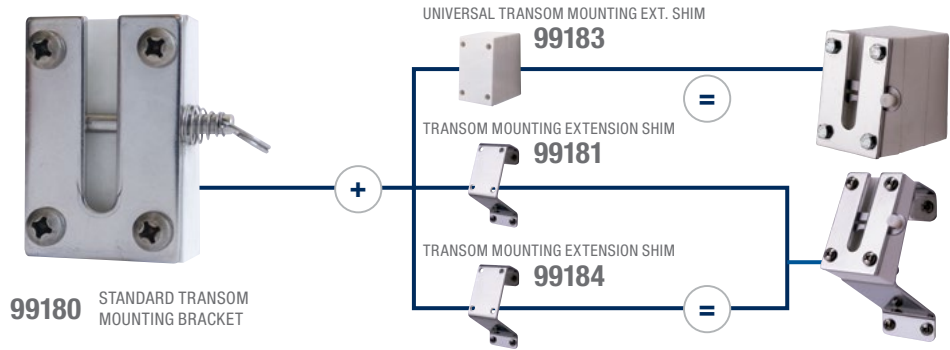 UNIVERSAL TRANSOM MOUNTING EXT. SHIM
99183
=
TRANSOM MOUNTING EXTENSION SHIM
99181
+
TRANSOM MOUNTING EXTENSION SHIM
99184
=
99180 STANDARD TRANSOM
MOUNTING BRACKET